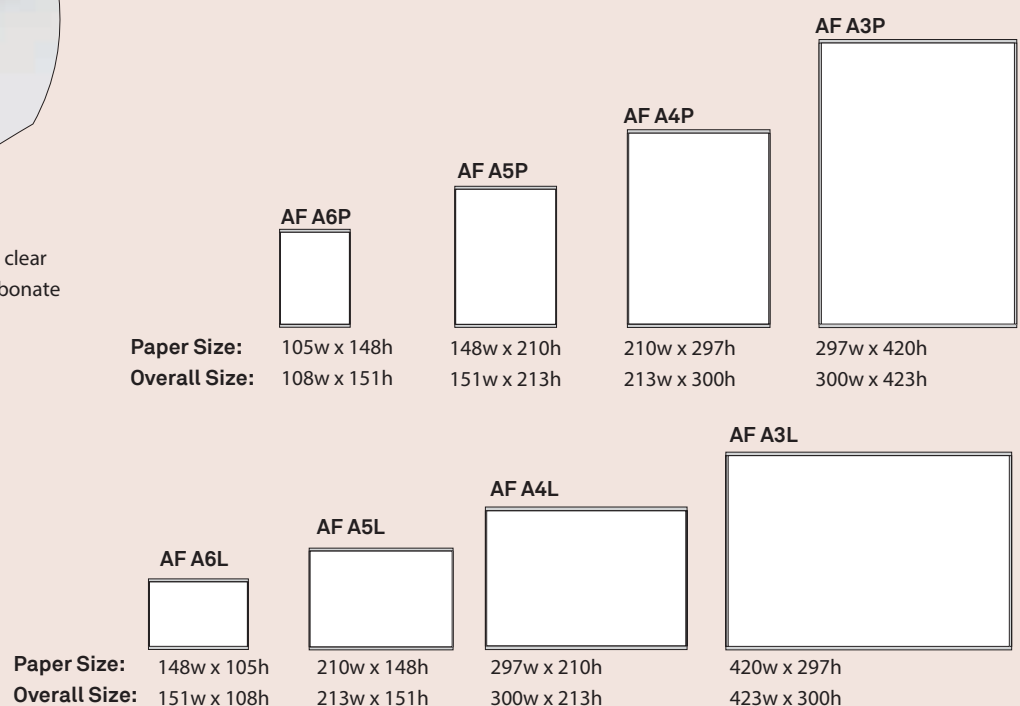 AF A3P
AF A4P
AF A5P
AF A6P
clear
bonate
Paper Size: 105w x 148h 148w x 210h 210w x 297h 297w x 420h
Overall Size: 108w x 151h 151w x 213h 213w x 300h 300w x 423h
AF A3L
AF A4L
AF A5L
AF A6L
Paper Size: 148w x 105h 210w x 148h 297w x 210h 420w x 297h
Overall Size: 151w x 108h 213w x 151h 300w x 213h 423w x 300h